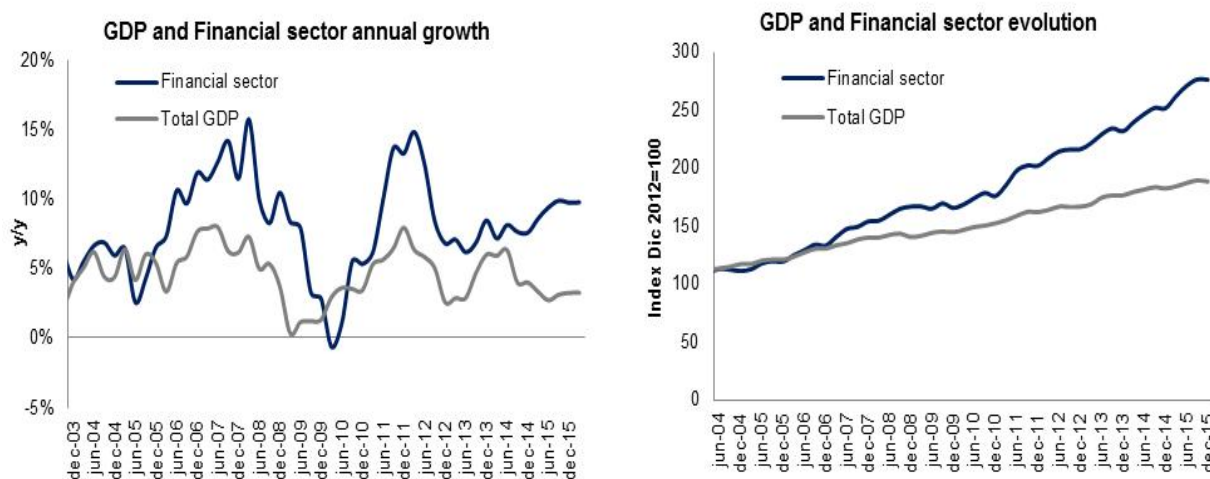 GDP and Financial sector annual growth
20%
15%
10%
5%
0%
-5%
y/y
Financial sector
Total GDP
dec-03
jun-04
dec-04
jun-05
dec-05
jun-06
dec-06
jun-07
dec-07
jun-08
dec-08
jun-09
dec-09
jun-10
dec-10
jun-11
dec-11
jun-12
dec-12
jun-13
dec-13
jun-14
dec-14
jun-15
dec-15
GDP and Financial sector evolution
300
250
200
150
100
50
0
Index Dic 2012=100
Financial sector
Total GDP
jun-04
dec-04
jun-05
dec-05
jun-06
dec-06
jun-07
dec-07
jun-08
dec-08
jun-09
dec-09
jun-10
dec-10
jun-11
dec-11
jun-12
dec-12
jun-13
dec-13
jun-14
dec-14
jun-15
dec-15